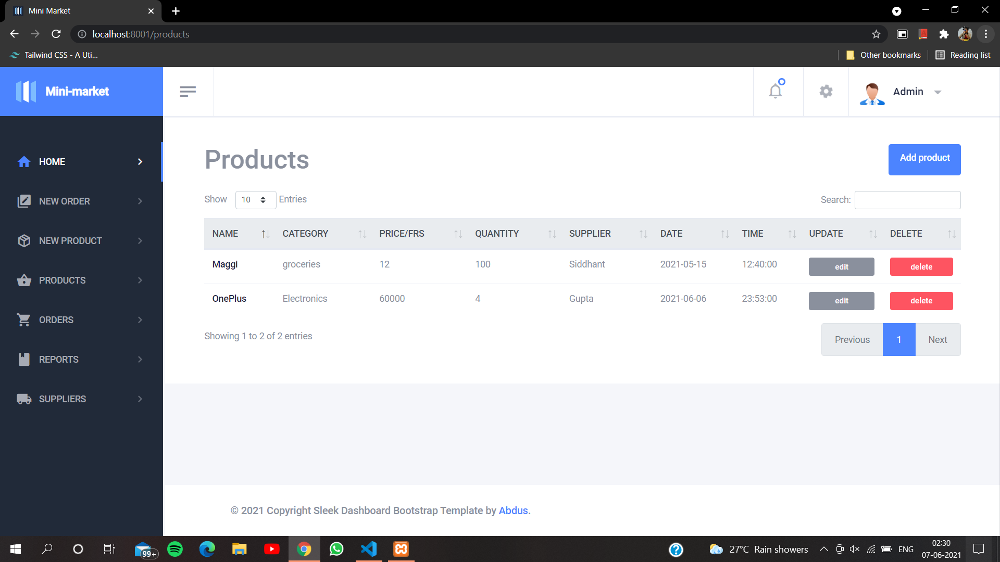 Mini Market
localhost:8001/products
Tailwind CSS - A Uti...
Other bookmarks
Reading list
Mini-market
Admin
HOME
NEW ORDER
NEW PRODUCT
PRODUCTS
ORDERS
REPORTS
SUPPLIERS
Products
Add product
Show 10 Entries
Search:
NAME CATEGORY PRICE/FRS QUANTITY SUPPLIER DATE TIME UPDATE DELETE
Maggi groceries 12 100 Siddhant 2021-05-15 12:40:00 edit delete
OnePlus Electronics 60000 4 Gupta 2021-06-06 23:53:00 edit delete
Showing 1 to 2 of 2 entries
Previous 1 Next
© 2021 Copyright Sleek Dashboard Bootstrap Template by Abdus.
99+
27°C Rain showers
ENG
02:30
07-06-2021